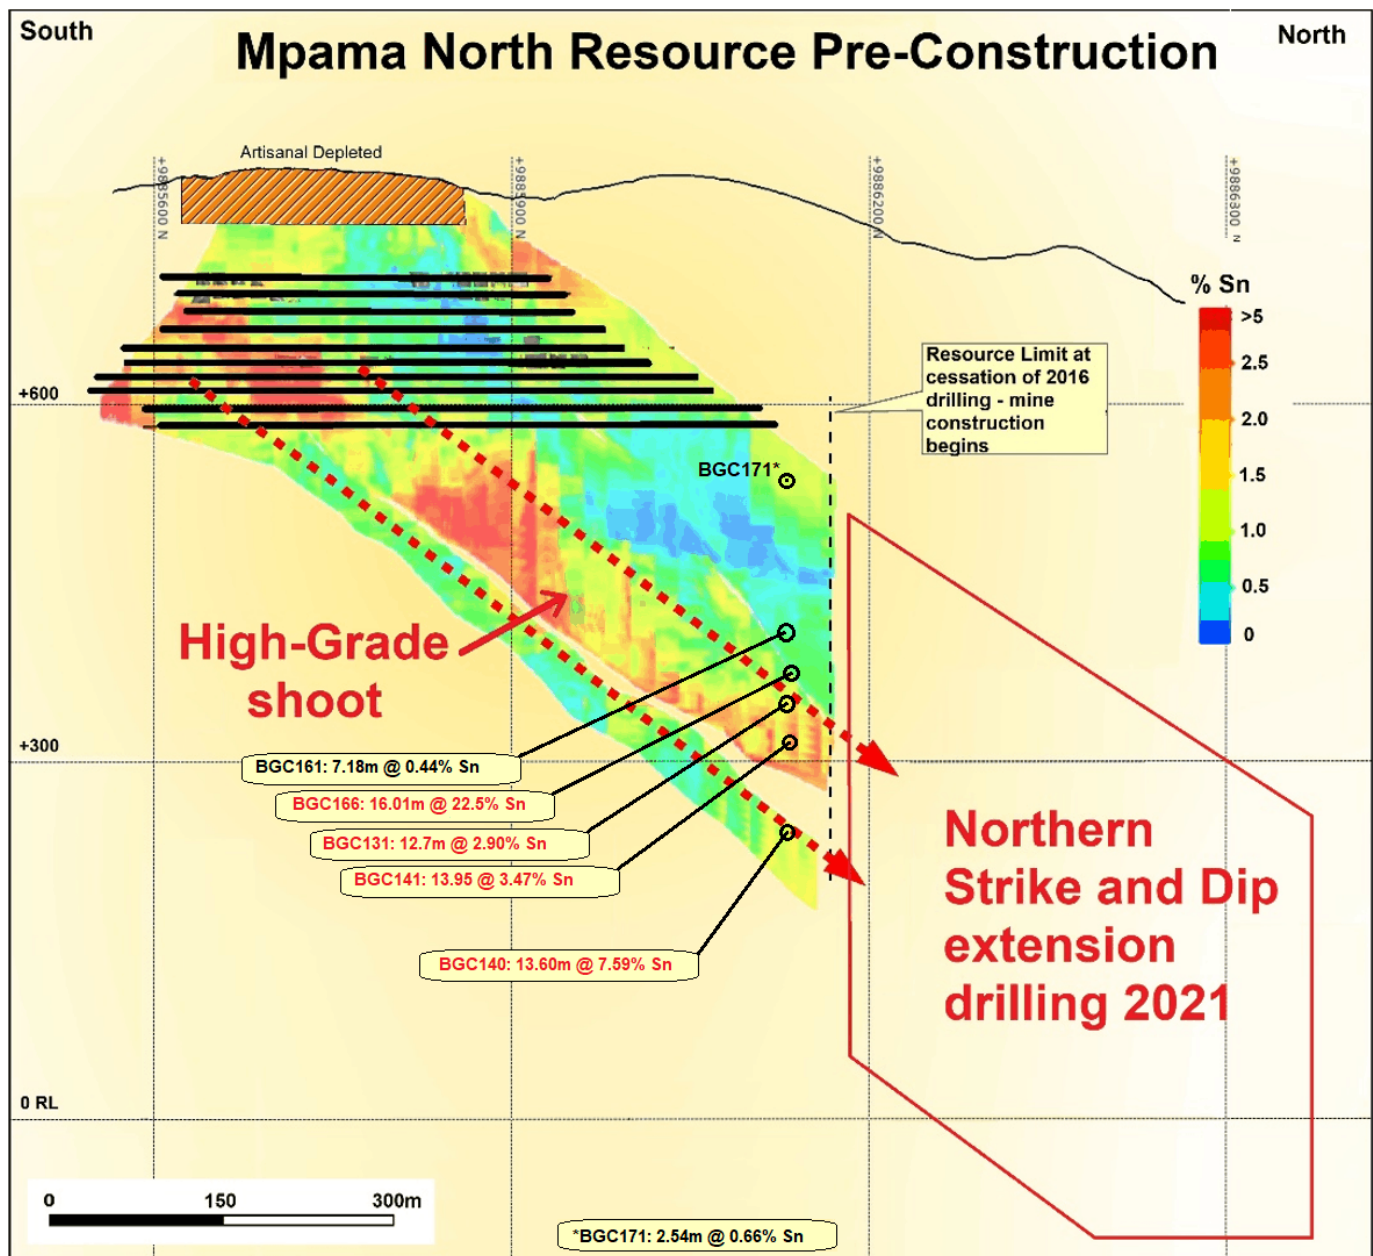 South
North
Mpama North Resource Pre-Construction
Artisanal Depleted
+9885600 N
+9885900 N
+9886200 N
+9886300 N
% Sn
>5
2.5
2.0
1.5
1.0
0.5
0
Resource Limit at
cessation of 2016
drilling - mine
construction
begins
+600
BGC171*
High-Grade
shoot
+300
BGC161: 7.18m @ 0.44% Sn
BGC166: 16.01m @ 22.5% Sn
BGC131: 12.7m @ 2.90% Sn
BGC141: 13.95 @ 3.47% Sn
BGC140: 13.60m @ 7.59% Sn
Northern
Strike and Dip
extension
drilling 2021
0 RL
0 150 300m
*BGC171: 2.54m @ 0.66% Sn